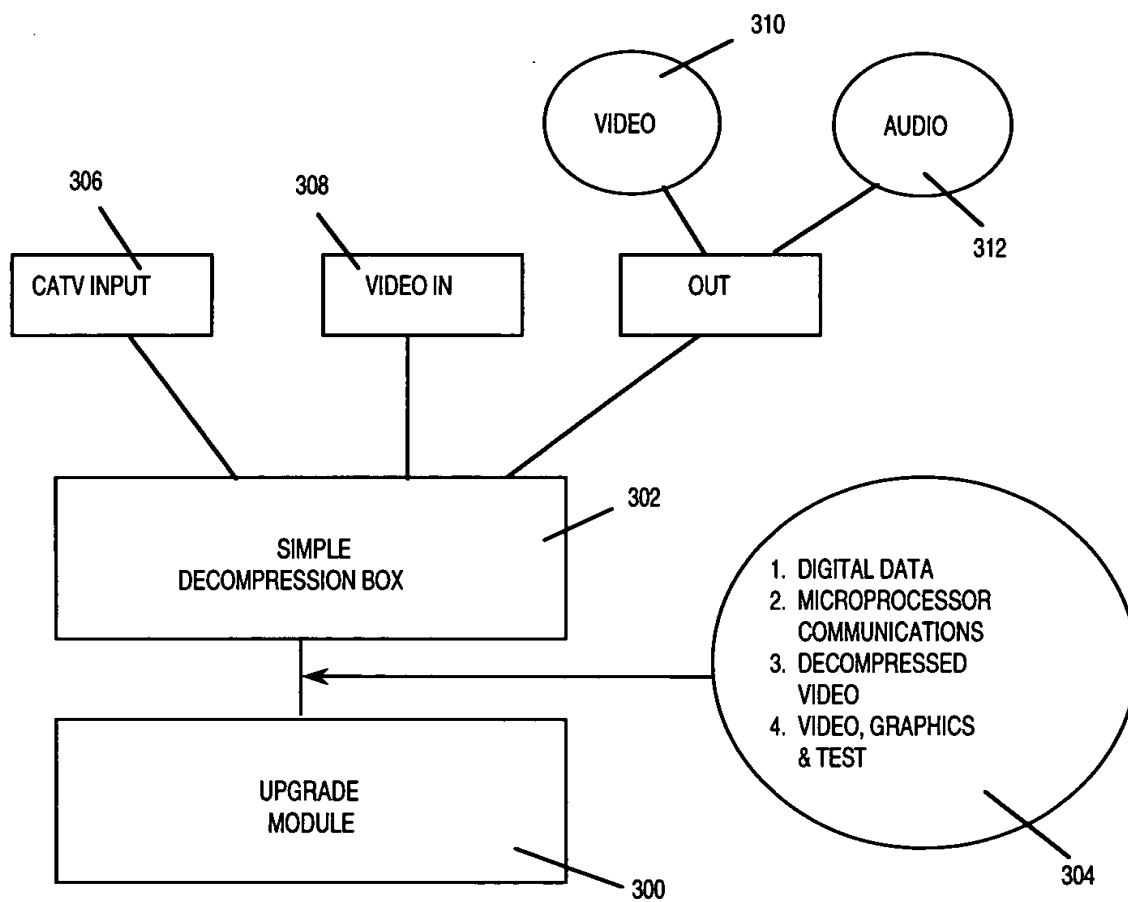 310
VIDEO
AUDIO
306
308
312
CATV INPUT
VIDEO IN
OUT
302
SIMPLE
DECOMPRESSION BOX
1. DIGITAL DATA
2. MICROPROCESSOR
COMMUNICATIONS
3. DECOMPRESSED
VIDEO
4. VIDEO, GRAPHICS
& TEST
UPGRADE
MODULE
304
300